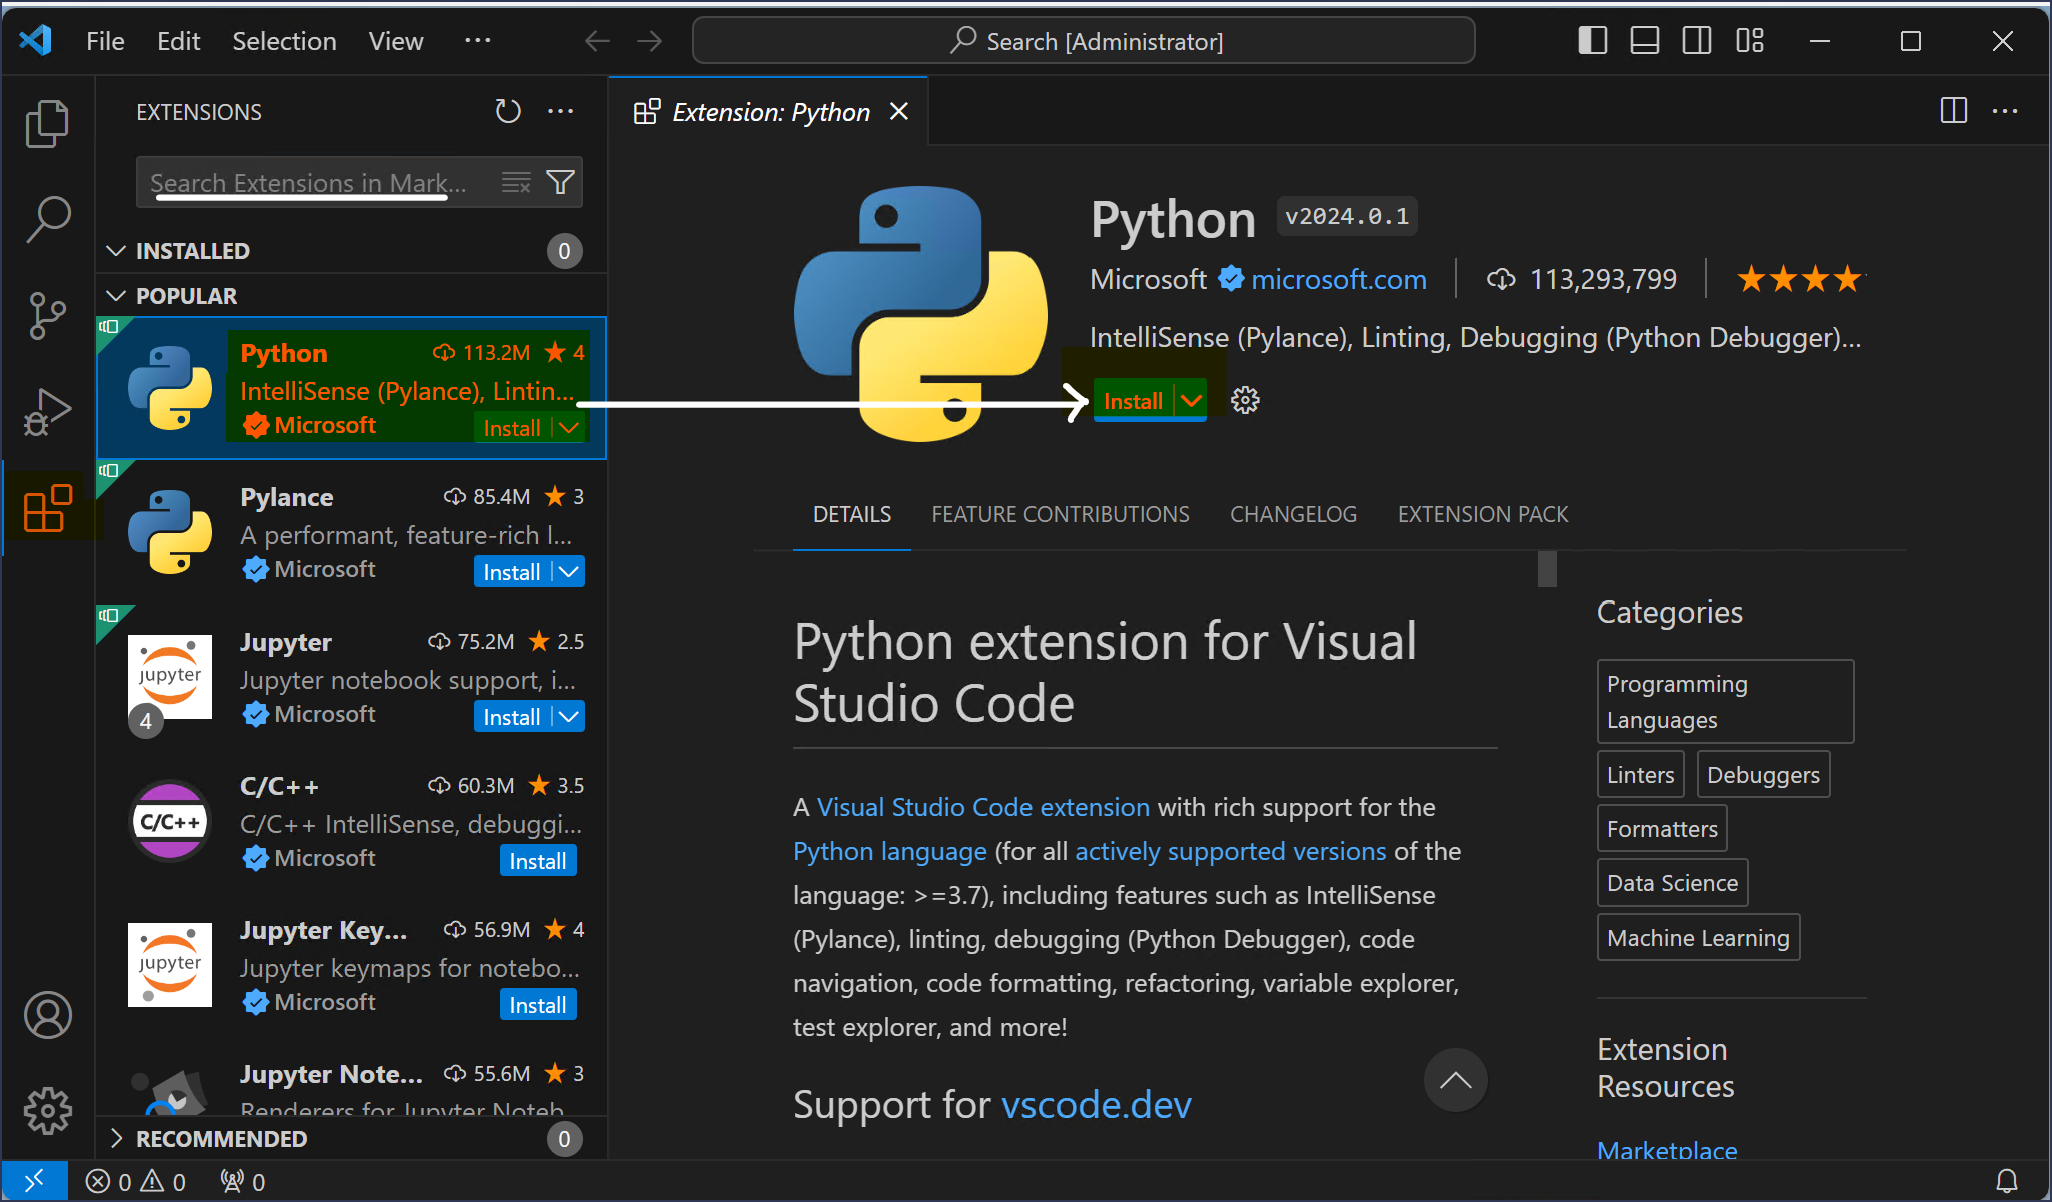 File Edit Selection View ···
Search [Administrator]
EXTENSIONS
Extension: Python
Search Extensions in Mark...
INSTALLED 0
POPULAR
Python 113.2M 4
IntelliSense (Pylance), Lintin...
Microsoft Install
Pylance 85.4M 3
A performant, feature-rich l...
Microsoft Install
Jupyter 75.2M 2.5
Jupyter notebook support, i...
Microsoft Install
jupyter
4
C/C++ 60.3M 3.5
C/C++ IntelliSense, debuggi...
Microsoft Install
C/C++
Jupyter Key... 56.9M 4
Jupyter keymaps for notebo...
Microsoft Install
jupyter
Jupyter Note... 55.6M 3
Renderers for Jupyter Noteb
RECOMMENDED 0
Python v2024.0.1
Microsoft microsoft.com 113,293,799
IntelliSense (Pylance), Linting, Debugging (Python Debugger)...
Install
DETAILS FEATURE CONTRIBUTIONS CHANGELOG EXTENSION PACK
Python extension for Visual
Studio Code
A Visual Studio Code extension with rich support for the
Python language (for all actively supported versions of the
language: >=3.7), including features such as IntelliSense
(Pylance), linting, debugging (Python Debugger), code
navigation, code formatting, refactoring, variable explorer,
test explorer, and more!
Support for vscode.dev
Categories
Programming
Languages
Linters Debuggers
Formatters
Data Science
Machine Learning
Extension
Resources
Marketplace
0 0 0